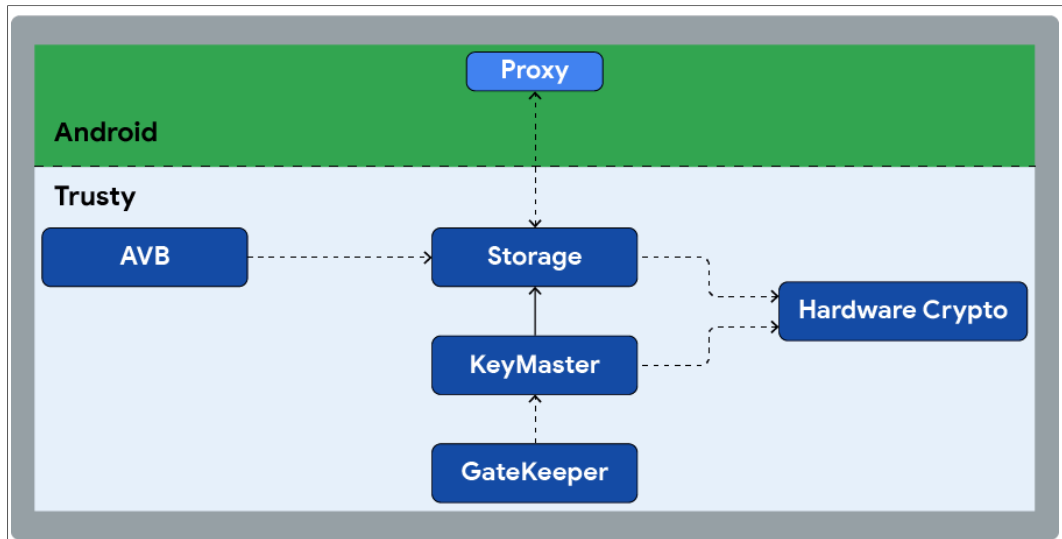 Proxy
Android
Trusty
AVB
Storage
Hardware Crypto
KeyMaster
GateKeeper